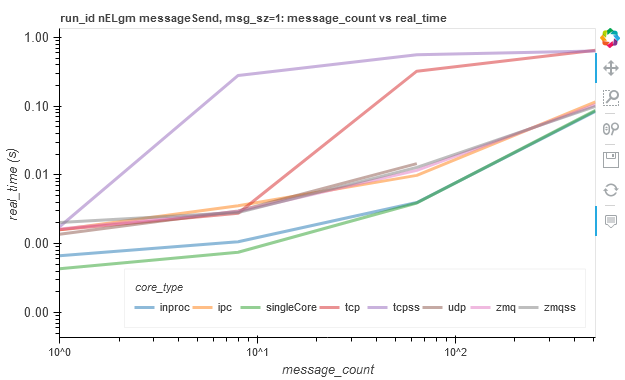 run_id nELgm messageSend, msg_sz=1: message_count vs real_time
1.00
0.10
0.01
0.00
0.00
real_time (s)
core_type
inproc ipc singleCore tcp tcpss udp zmq zmqss
10^0 10^1 10^2
message_count